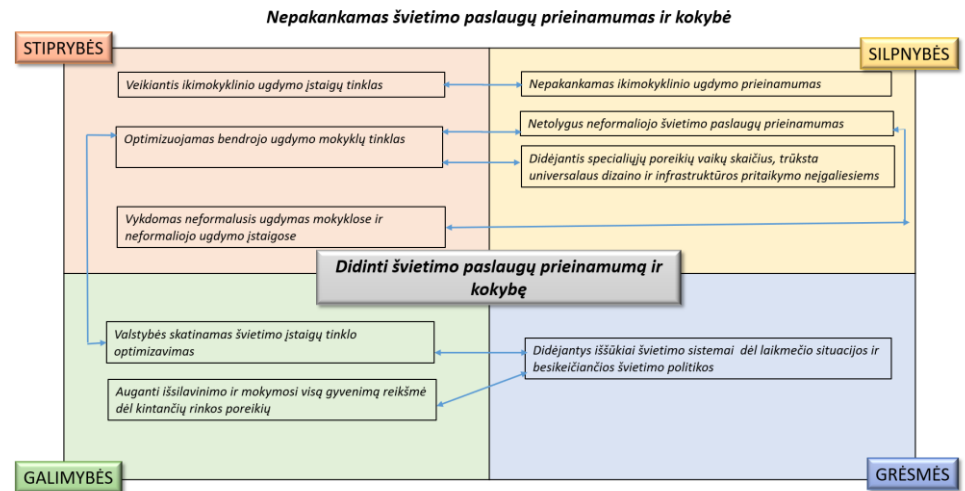 Nepakankamas švietimo paslaugų prieinamumas ir kokybė
STIPRYBĖS
SILPNYBĖS
Veikiantis ikimokyklinio ugdymo įstaigų tinklas
Nepakankamas ikimokyklinio ugdymo prieinamumas
Optimizuojamas bendrojo ugdymo mokyklų tinklas
Netolygus neformaliojo švietimo paslaugų prieinamumas
Didėjantis specialiųjų poreikių vaikų skaičius, trūksta
universalaus dizaino ir infrastruktūros pritaikymo neįgaliesiems
Vykdomas neformalusis ugdymas mokyklose ir
neformaliojo ugdymo įstaigose
Didinti švietimo paslaugų prieinamumą ir
kokybę
Valstybės skatinamas švietimo įstaigų tinklo
optimizavimas
Didėjantys iššūkiai švietimo sistemai dėl laikmečio situacijos ir
besikeičiančios švietimo politikos
Auganti išsilavinimo ir mokymosi visą gyvenimą reikšmė
dėl kintančių rinkos poreikių
GALIMYBĖS
GRĖSMĖS